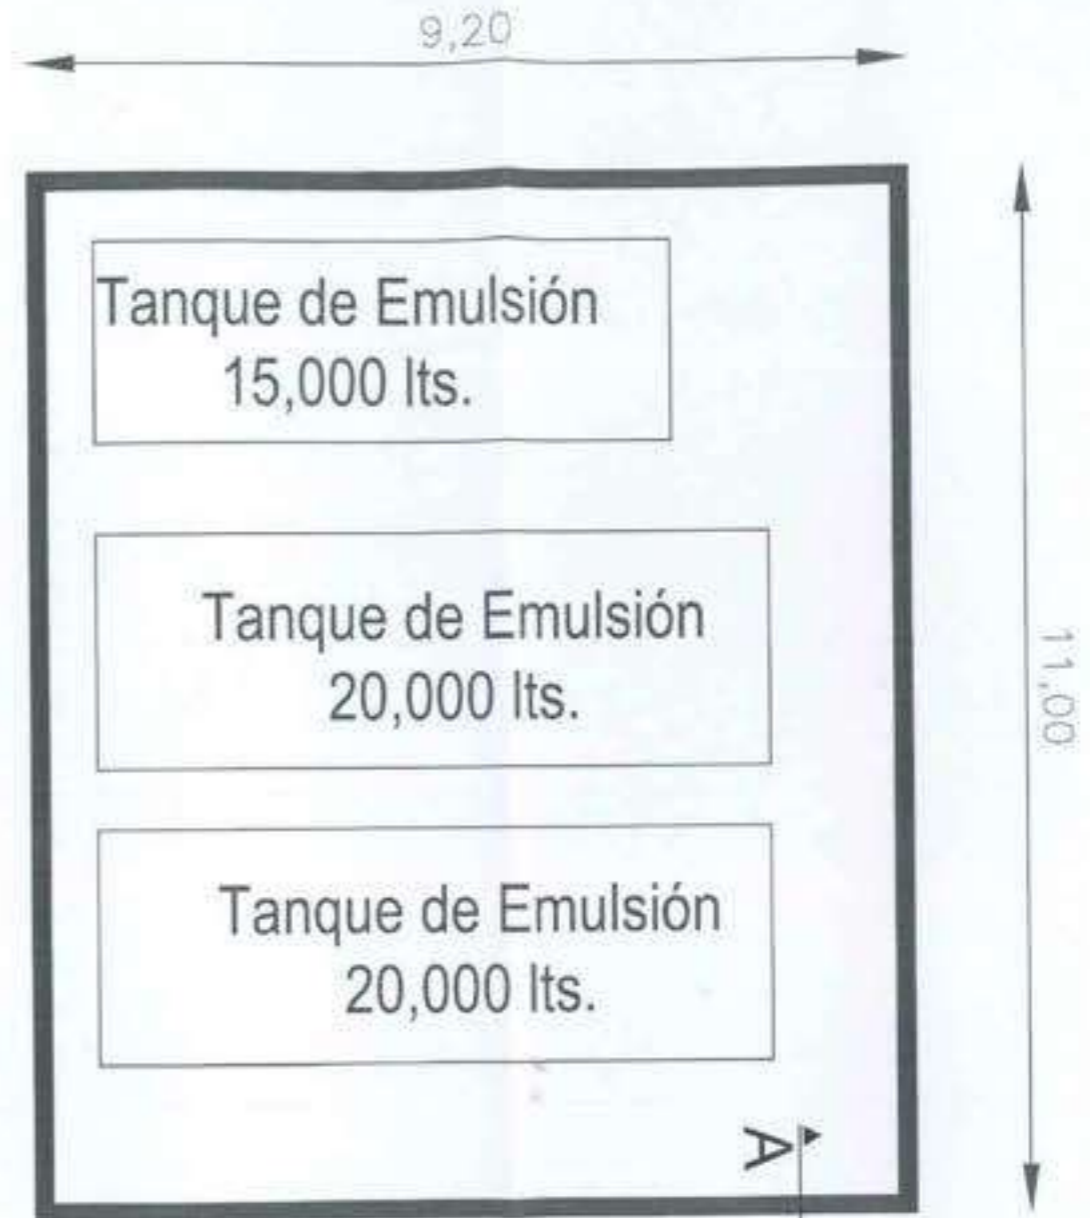 9,20
Tanque de Emulsión
15,000 lts.
Tanque de Emulsión
20,000 lts.
11,00
Tanque de Emulsión
20,000 lts.
A